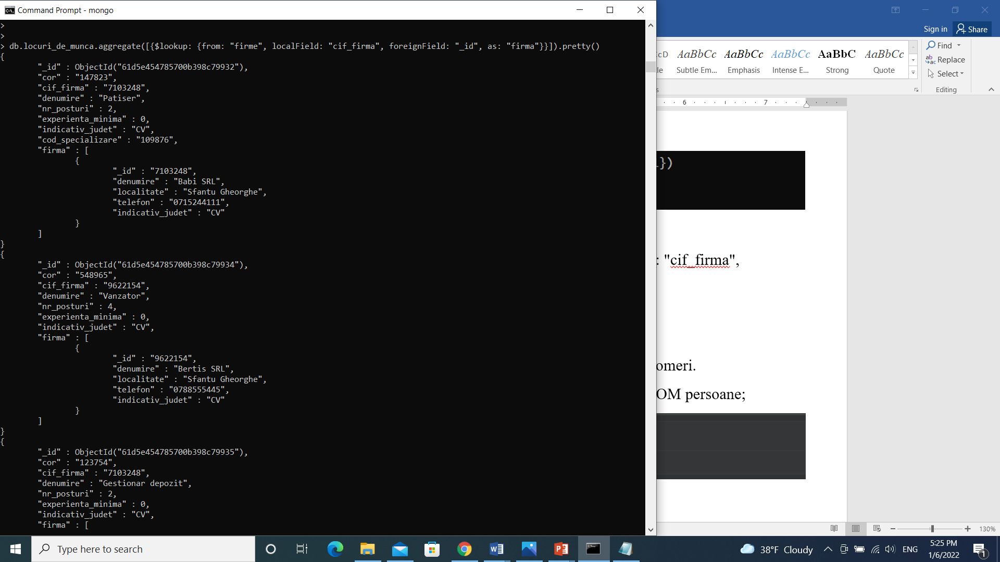 Command Prompt - mongo
>
>
> db.locuri_de_munca.aggregate([{$lookup: {from: "firme", localField: "cif_firma", foreignField: "_id", as: "firma"}}]).pretty()
{
"_id" : ObjectId("61d5e454785700b398c79932"),
"cor" : "147823",
"cif_firma" : "7103248",
"denumire" : "Patiser",
"nr_posturi" : 2,
"experienta_minima" : 0,
"indicativ_judet" : "CV",
"cod_specializare" : "109876",
"firma" : [
{
"_id" : "7103248",
"denumire" : "Babi SRL",
"localitate" : "Sfantu Gheorghe",
"telefon" : "0715244111",
"indicativ_judet" : "CV"
}
]
}
{
"_id" : ObjectId("61d5e454785700b398c79934"),
"cor" : "548965",
"cif_firma" : "9622154",
"denumire" : "Vanzator",
"nr_posturi" : 4,
"experienta_minima" : 0,
"indicativ_judet" : "CV",
"firma" : [
{
"_id" : "9622154",
"denumire" : "Bertis SRL",
"localitate" : "Sfantu Gheorghe",
"telefon" : "0788555445",
"indicativ_judet" : "CV"
}
]
}
{
"_id" : ObjectId("61d5e454785700b398c79935"),
"cor" : "123754",
"cif_firma" : "7103248",
"denumire" : "Gestionar depozit",
"nr_posturi" : 2,
"experienta_minima" : 0,
"indicativ_judet" : "CV",
"firma" : [
Sign in Share
AaBbCc AaBbCc AaBbCc AaBbC AaBbCc
Subtle Em... Emphasis Intense E... Strong Quote
Find
Replace
Select
Editing
6 7
})
: "cif_firma",
omeri.
OM persoane;
130%
Type here to search
38°F Cloudy
ENG
5:25 PM
1/6/2022
1